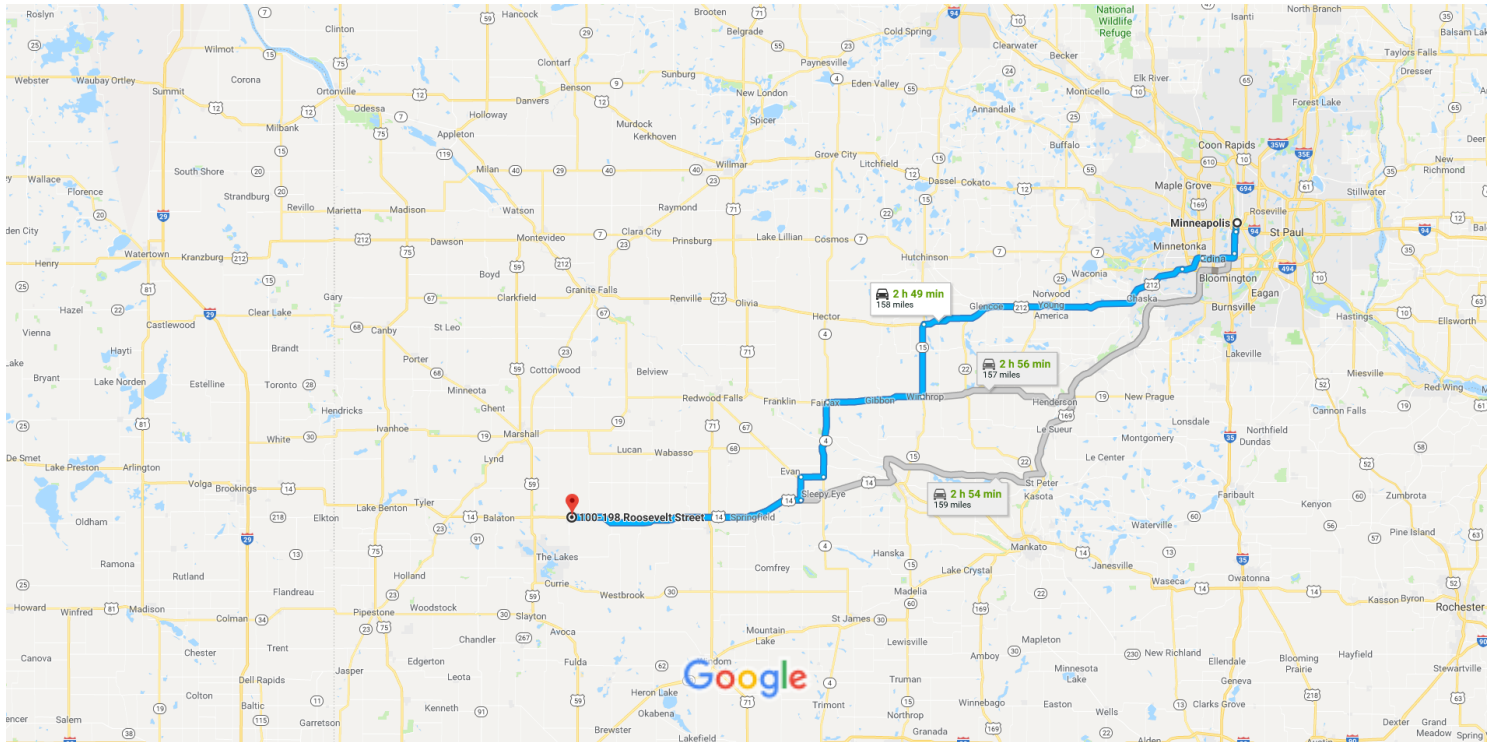 Roslyn
Clinton
Hancock
Brooten
Belgrade
Cold Spring
National
Wildlife
Refuge
Isanti
North Branch
Balsam Lak
Wilmot
Paynesville
Clearwater
Becker
Taylors Falls
Webster
Waubay Ortley
Corona
Summit
Ortonville
Odessa
Clontarf
Benson
Sunburg
New London
Spicer
Eden Valley
Monticello
Elk River
Dresser
Forest Lake
Danvers
Holloway
Murdock
Kerkhoven
Annandale
Milbank
Appleton
Buffalo
Coon Rapids
New
Richmond
Deer
South Shore
Milan
Willmar
Grove City
Litchfield
Dassel
Cokato
Maple Grove
Stillwater
Wallace
Florence
Strandburg
Revillo
Marietta
Madison
Watson
Raymond
Minneapolis
Roseville
St Paul
den City
Dawson
Montevideo
Clara City
Prinsburg
Lake Lillian
Cosmos
Minnetonka
Watertown
Kranzburg
Hutchinson
Edina
Henry
Boyd
Waconia
Bloomington
Eagan
Hazel
Gary
Clarkfield
Granite Falls
Renville
Olivia
2 h 49 min
158 miles
Glencoe
Norwood
Young
America
Chaska
Burnsville
Hastings
Ellsworth
Vienna
Castlewood
Clear Lake
Canby
St Leo
Hector
Hayti
Brandt
Porter
Cottonwood
Belview
2 h 56 min
157 miles
Lakeville
Miesville
Red Wing
Bryant
Lake Norden
Estelline
Toronto
Minneota
Redwood Falls
Franklin
Fairfax
Gibbon
Winthrop
Henderson
New Prague
Cannon Falls
Hendricks
Ghent
Le Sueur
Lonsdale
White
Ivanhoe
Marshall
Lucan
Wabasso
Montgomery
Northfield
Dundas
De Smet
Lake Preston
Arlington
Lynd
Evan
Le Center
Volga
Brookings
Tyler
Sleepy Eye
St Peter
Kasota
Faribault
Zumbrota
Oldham
Elkton
Lake Benton
Balaton
100-198 Roosevelt Street
Springfield
2 h 54 min
159 miles
Waterville
Kenyon
Pine Island
The Lakes
Hanska
Mankato
Ramona
Rutland
Flandreau
Holland
Currie
Comfrey
Lake Crystal
Janesville
Waseca
Owatonna
Howard
Winfred
Madison
Colman
Pipestone
Woodstock
Slayton
Westbrook
Madelia
St James
Kasson
Byron
Rochester
Chandler
Avoca
Mountain
Lake
Lewisville
Mapleton
Canova
Chester
Trent
Jasper
Edgerton
Leota
Fulda
Google
Amboy
Minnesota
Lake
New Richland
Ellendale
Blooming
Prairie
Hayfield
Stewartville
Dell Rapids
Colton
Baltic
Heron Lake
Okabena
Truman
Geneva
Salem
Garretson
Kenneth
Brewster
Lakefield
Trimont
Northrop
Granada
Winnebago
Easton
Wells
Clarks Grove
Alden
Dexter
Grand
Meadow
Spring